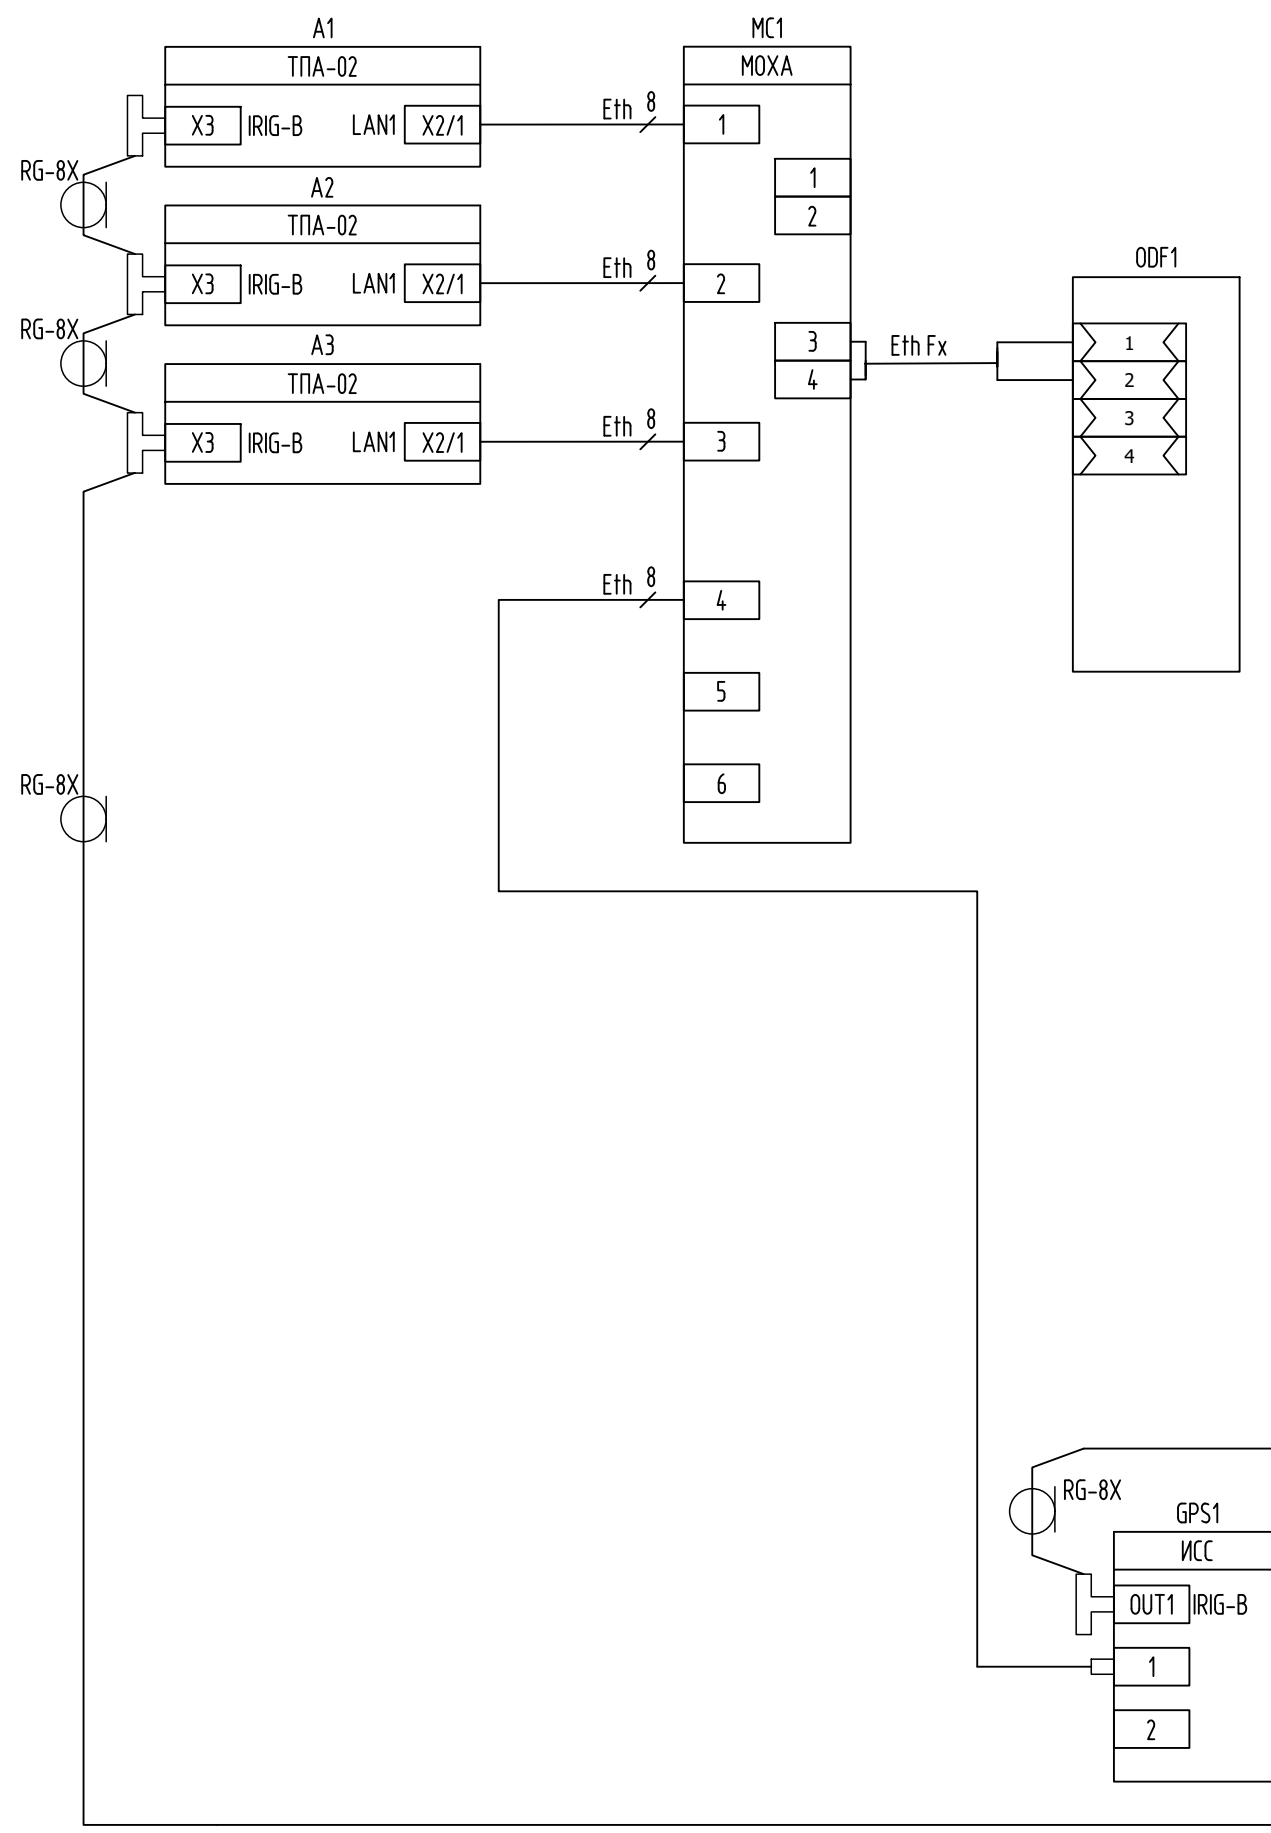 A1
ТПА-02
X3 IRIG-B LAN1 X2/1
RG-8X
A2
ТПА-02
X3 IRIG-B LAN1 X2/1
RG-8X
A3
ТПА-02
X3 IRIG-B LAN1 X2/1
RG-8X
Eth 8
Eth 8
Eth 8
Eth 8
MC1
MOXA
1
2
3
4
5
6
1
2
3
4
Eth Fx
ODF1
1
2
3
4
RG-8X
GPS1
ИСС
OUT1 IRIG-B
1
2